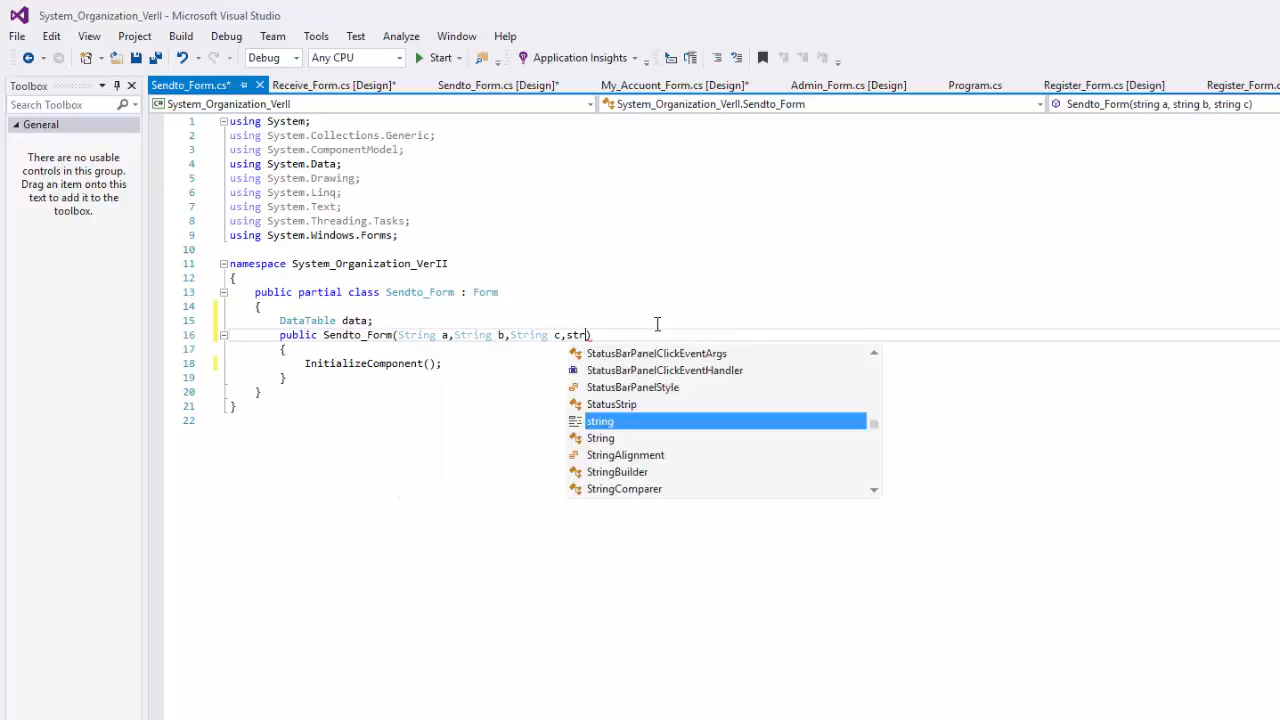 System_Organization_VerII - Microsoft Visual Studio
File Edit View Project Build Debug Team Tools Test Analyze Window Help
Debug Any CPU Start Application Insights
Toolbox
Sendto_Form.cs* Receive_Form.cs [Design]* Sendto_Form.cs [Design]* My_Accuont_Form.cs [Design]* Admin_Form.cs [Design] Program.cs Register_Form.cs [Design] Register_Form.c
Search Toolbox
System_Organization_VerII System_Organization_VerII.Sendto_Form Sendto_Form(string a, string b, string c)
General
There are no usable
controls in this group.
Drag an item onto this
text to add it to the
toolbox.
1 using System;
2 using System.Collections.Generic;
3 using System.ComponentModel;
4 using System.Data;
5 using System.Drawing;
6 using System.Linq;
7 using System.Text;
8 using System.Threading.Tasks;
9 using System.Windows.Forms;
10
11 namespace System_Organization_VerII
12 {
13 public partial class Sendto_Form : Form
14 {
15 DataTable data;
16 public Sendto_Form(String a,String b,String c,str)
17 {
18 InitializeComponent();
19 }
20 }
21 }
22
StatusBarPanelClickEventArgs
StatusBarPanelClickEventHandler
StatusBarPanelStyle
StatusStrip
string
String
StringAlignment
StringBuilder
StringComparer